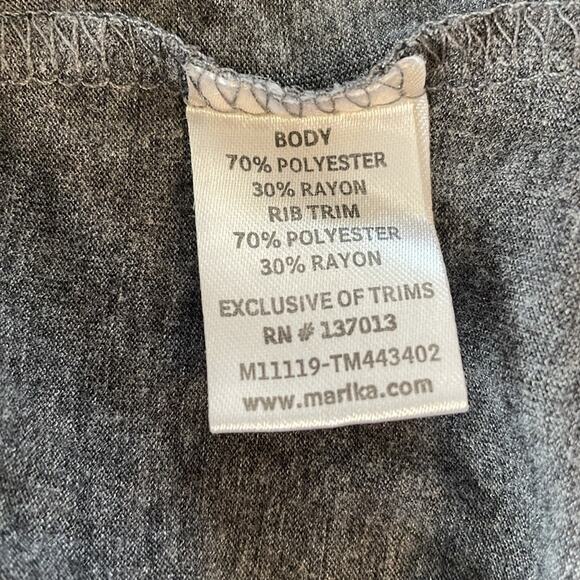 BODY
70% POLYESTER
30% RAYON
RIB TRIM
70% POLYESTER
30% RAYON
EXCLUSIVE OF TRIMS
RN # 137013
M11119-TM443402
www.marika.com